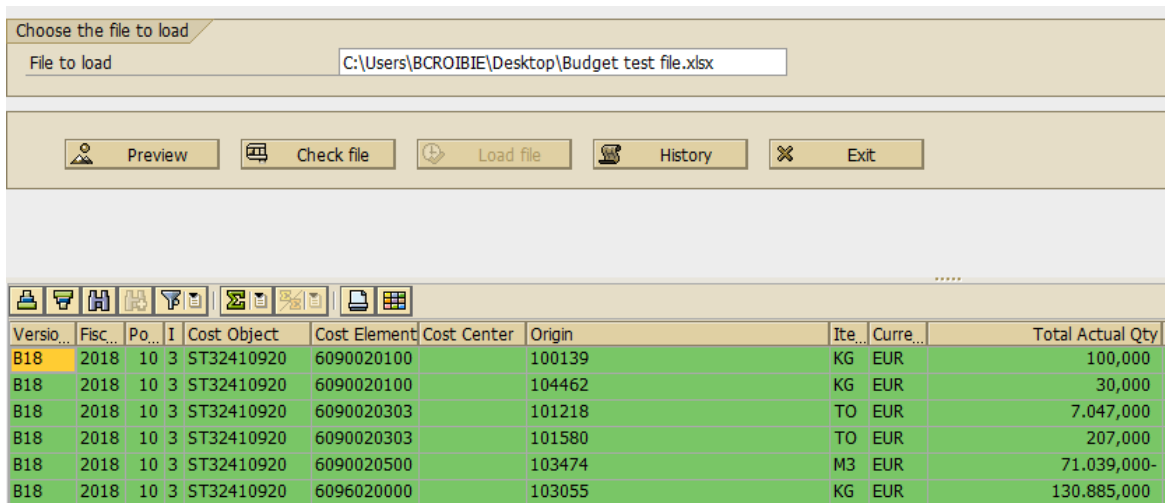 Choose the file to load
File to load C:\Users\BCROIBIE\Desktop\Budget test file.xlsx
Preview Check file Load file History Exit
Versio... Fisc... Po... I Cost Object Cost Element Cost Center Origin Ite... Curre... Total Actual Qty
B18 2018 10 3 ST32410920 6090020100 100139 KG EUR 100,000
B18 2018 10 3 ST32410920 6090020100 104462 KG EUR 30,000
B18 2018 10 3 ST32410920 6090020303 101218 TO EUR 7.047,000
B18 2018 10 3 ST32410920 6090020303 101580 TO EUR 207,000
B18 2018 10 3 ST32410920 6090020500 103474 M3 EUR 71.039,000-
B18 2018 10 3 ST32410920 6096020000 103055 KG EUR 130.885,000